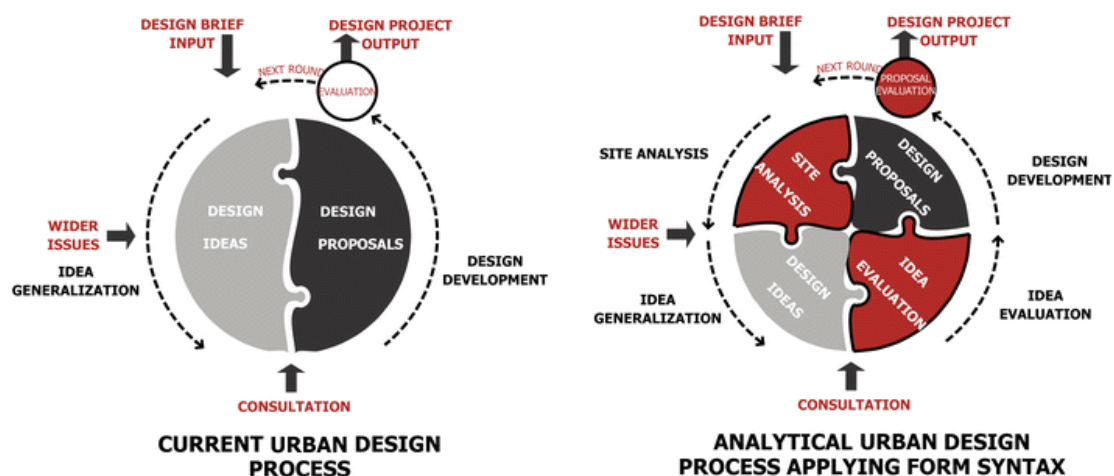 DESIGN BRIEF
INPUT
DESIGN PROJECT
OUTPUT
NEXT ROUND
EVALUATION
DESIGN
IDEAS
DESIGN
PROPOSALS
WIDER
ISSUES
IDEA
GENERALIZATION
DESIGN
DEVELOPMENT
CONSULTATION
CURRENT URBAN DESIGN
PROCESS
DESIGN BRIEF
INPUT
DESIGN PROJECT
OUTPUT
NEXT ROUND
PROPOSAL
EVALUATION
SITE ANALYSIS
SITE
ANALYSIS
DESIGN
PROPOSALS
DESIGN
DEVELOPMENT
WIDER
ISSUES
DESIGN
IDEAS
IDEA
EVALUATION
IDEA
GENERALIZATION
IDEA
EVALUATION
CONSULTATION
ANALYTICAL URBAN DESIGN
PROCESS APPLYING FORM SYNTAX